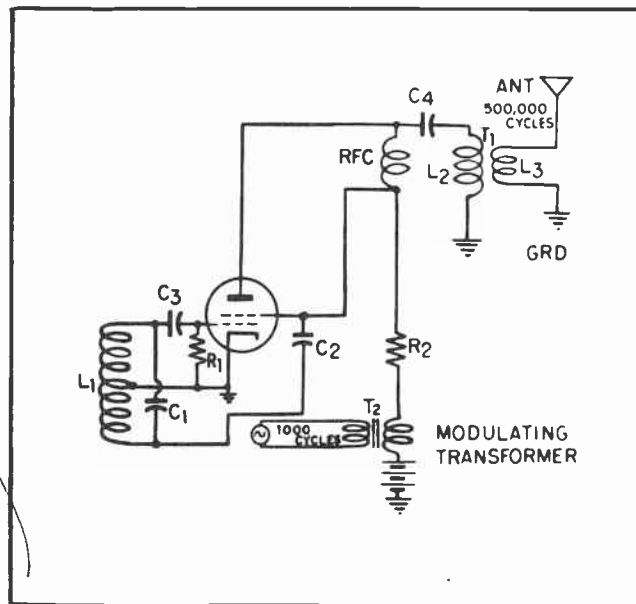 ANT
500,000
CYCLES
C4
T1
RFC
L2
L3
GRD
C3
R1
C2
L1
C1
R2
T2
1000
CYCLES
MODULATING
TRANSFORMER